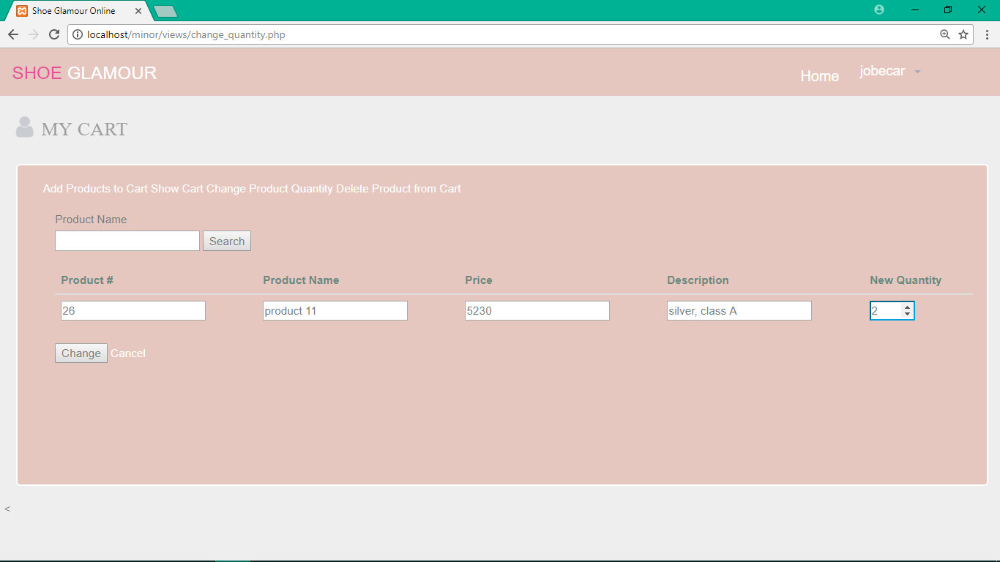 Shoe Glamour Online
localhost/minor/views/change_quantity.php
SHOE GLAMOUR
Home
jobecar
MY CART
Add Products to Cart Show Cart Change Product Quantity Delete Product from Cart
Product Name
Search
Product # Product Name Price Description New Quantity
26 product 11 5230 silver, class A 2
Change Cancel
<